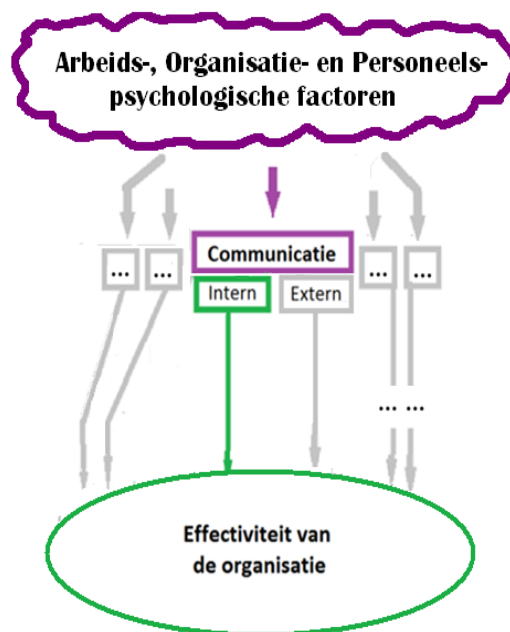 Arbeids-, Organisatie- en Personeels-
psychologische factoren
Communicatie
... ... ... ...
Intern Extern
... ...
Effectiviteit van
de organisatie